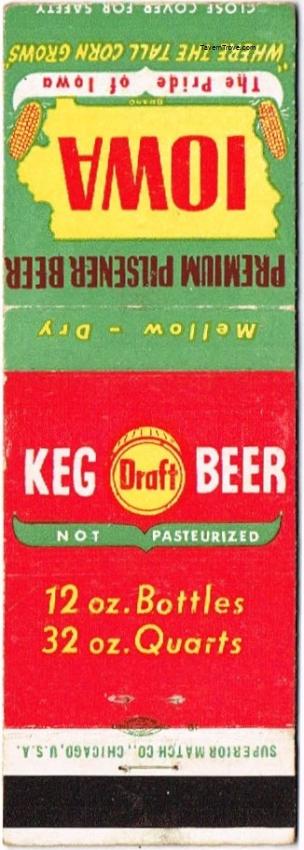 CLOSE COVER FOR SAFETY
TavernTrove.com
"WHERE THE TALL CORN GROWS"
The Pride of Iowa
BRAND
IOWA
PREMIUM PILSENER BEER
Mellow - Dry
KEG Draft BEER
NOT PASTEURIZED
12 oz. Bottles
32 oz. Quarts
SUPERIOR MATCH CO., CHICAGO, U.S.A.